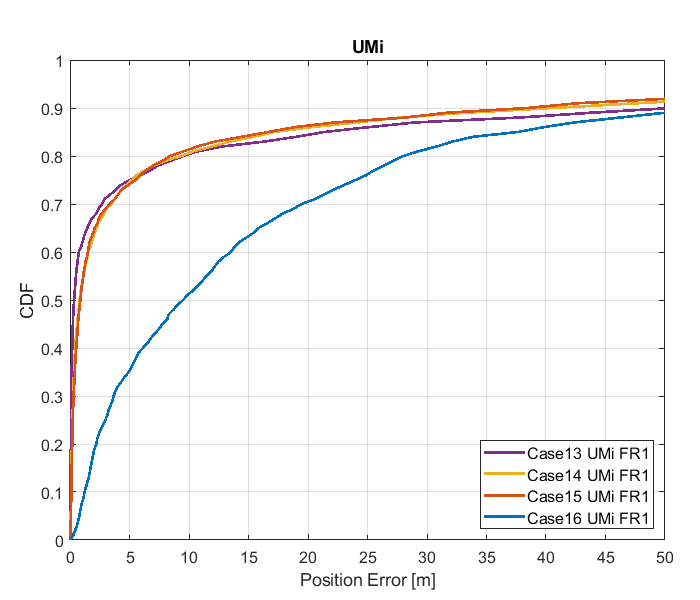 UMi
1
0.9
0.8
0.7
0.6
0.5
0.4
0.3
0.2
0.1
0
CDF
Case13 UMi FR1
Case14 UMi FR1
Case15 UMi FR1
Case16 UMi FR1
0 5 10 15 20 25 30 35 40 45 50
Position Error [m]